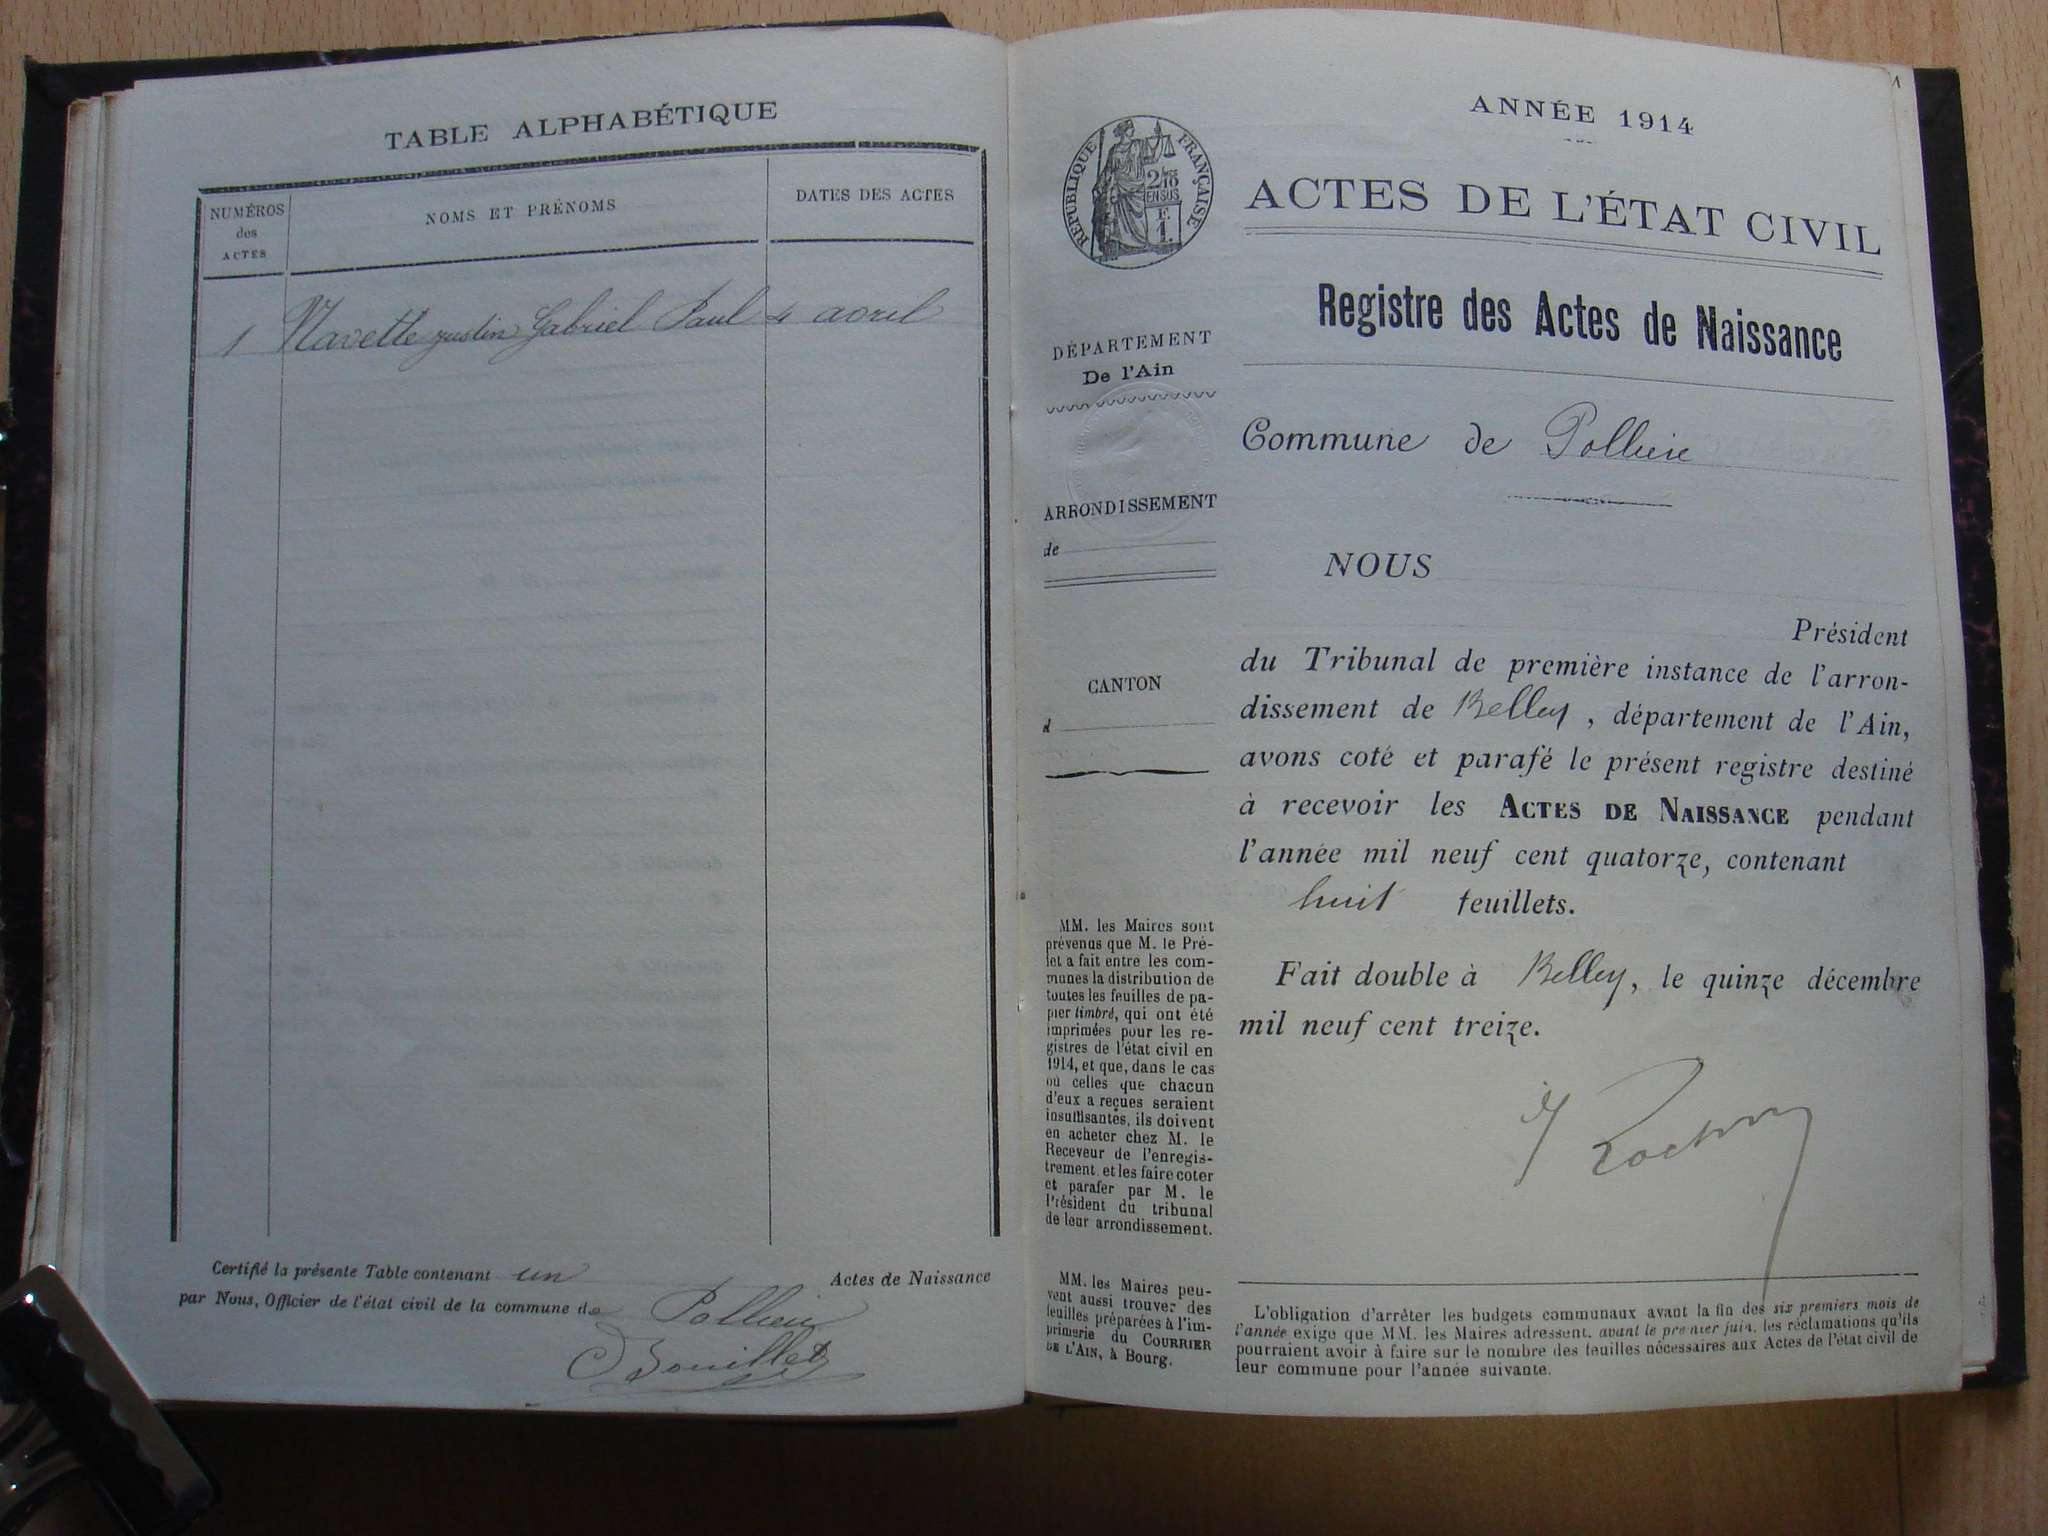 TABLE ALPHABÉTIQUE
NUMÉROS
des
ACTES
NOMS ET PRÉNOMS
DATES DES ACTES
1 Navette Justin Gabriel Paul 4 avril
Certifié la présente Table contenant un Actes de Naissance
par Nous, Officier de l'état civil de la commune de Pollieu
Bouillet
1
RÉPUBLIQUE FRANÇAISE
2/10
EN SUS
F.
1.
DÉPARTEMENT
De l'Ain
ARRONDISSEMENT
de
CANTON
d
MM. les Maires sont
prévenus que M. le Pré-
fet a fait entre les com-
munes la distribution de
toutes les feuilles de pa-
pier timbré, qui ont été
imprimées pour les re-
gistres de l'état civil en
1914, et que, dans le cas
où celles que chacun
d'eux a reçues seraient
insuffisantes, ils doivent
en acheter chez M. le
Receveur de l'enregis-
trement et les faire coter
et parafer par M. le
Président du tribunal
de leur arrondissement.
MM. les Maires peu-
vent aussi trouver des
feuilles préparées à l'im-
primerie du COURRIER
DE L'AIN, à Bourg.
ANNÉE 1914
ACTES DE L'ÉTAT CIVIL
Registre des Actes de Naissance
Commune de Pollieu
NOUS
Président
du Tribunal de première instance de l'arron-
dissement de Belley, département de l'Ain,
avons coté et parafé le présent registre destiné
à recevoir les ACTES DE NAISSANCE pendant
l'année mil neuf cent quatorze, contenant
huit feuillets.
Fait double à Belley, le quinze décembre
mil neuf cent treize.
L'obligation d'arrêter les budgets communaux avant la fin des six premiers mois de
l'année exige que MM. les Maires adressent, avant le premier juin, les réclamations qu'ils
pourraient avoir à faire sur le nombre des feuilles nécessaires aux Actes de l'état civil de
leur commune pour l'année suivante.